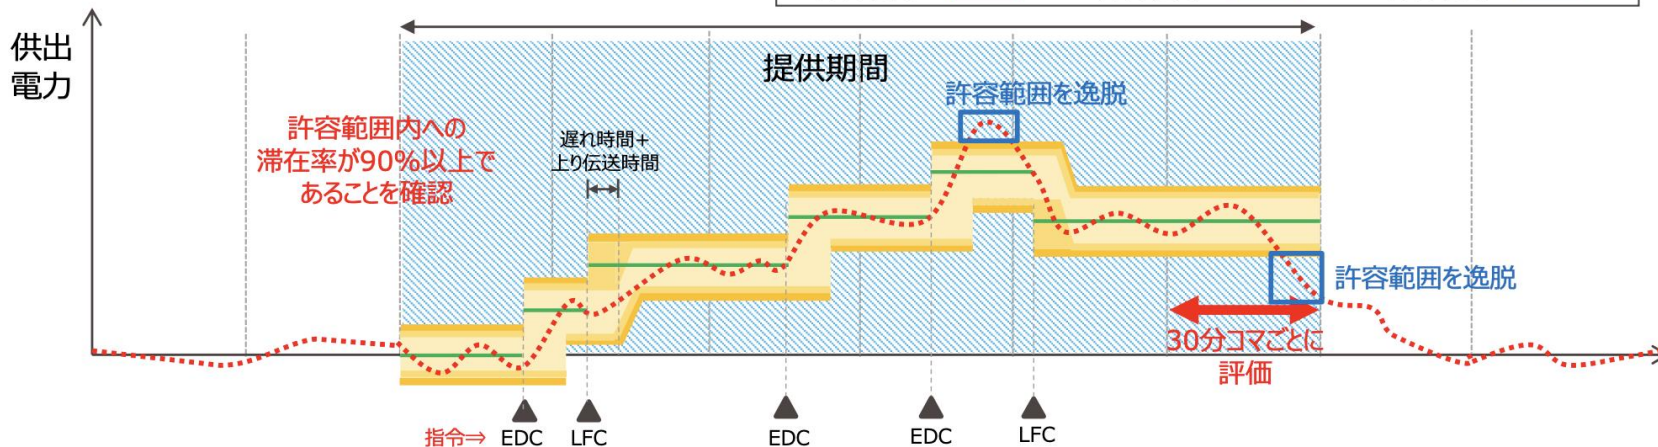 供出
電力
提供期間
許容範囲を逸脱
許容範囲内への
滞在率が90%以上で
あることを確認
遅れ時間+
上り伝送時間
許容範囲を逸脱
30分コマごとに
評価
指令⇒ EDC LFC EDC EDC LFC